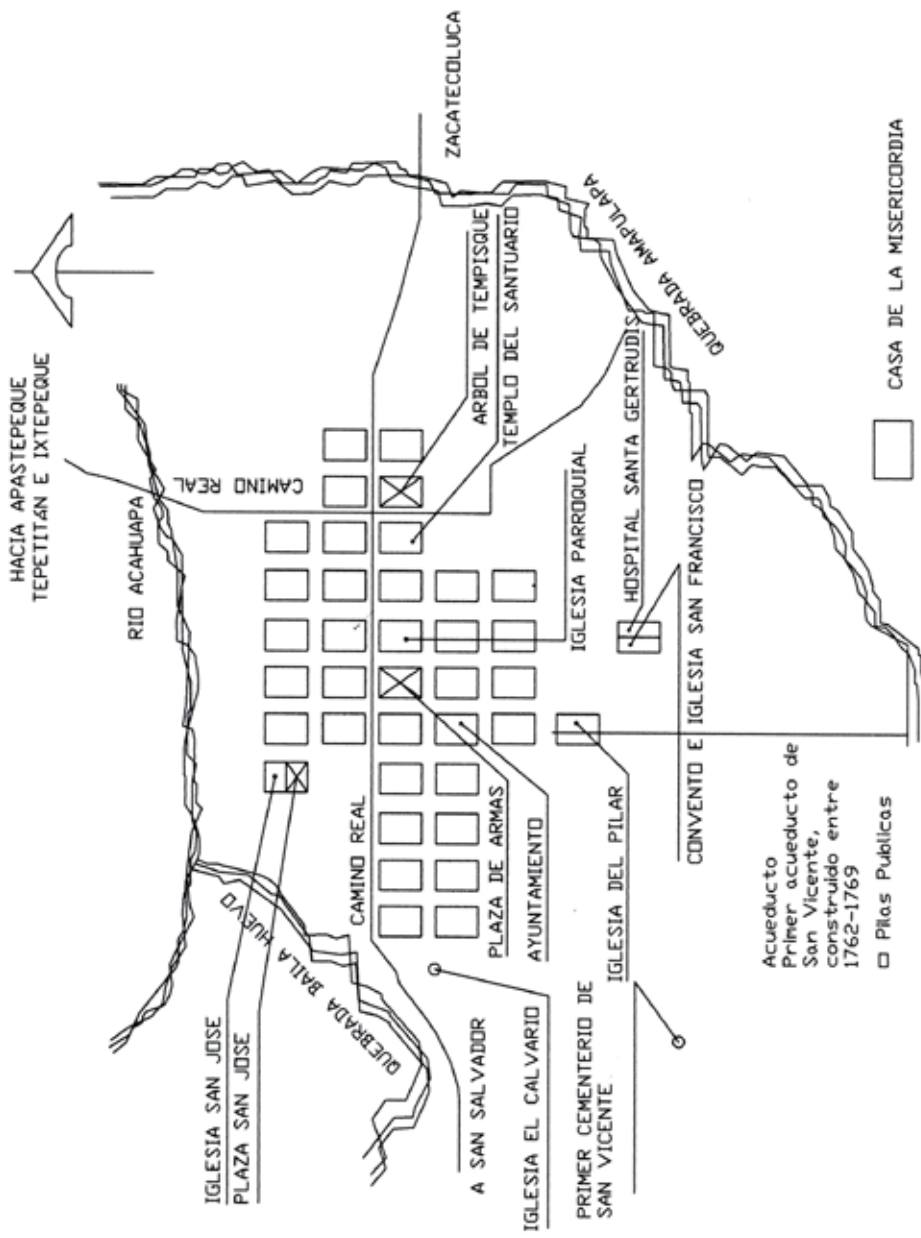 HACIA APASTEPEQUE
TEPETITÁN E IXTEPEQUE
RIO ACAHUAPA
CAMINO REAL
ZACATECOLUCA
IGLESIA SAN JOSE
PLAZA SAN JOSE
QUEBRADA BAILA HUEVO
CAMINO REAL
A SAN SALVADOR
ARBOL DE TEMPISQUE
TEMPLO DEL SANTUARIO
QUEBRADA AMAPULAPA
IGLESIA PARROQUIAL
HOSPITAL SANTA GERTRUDIS
PLAZA DE ARMAS
AYUNTAMIENTO
IGLESIA EL CALVARIO
IGLESIA DEL PILAR
PRIMER CEMENTERIO DE
SAN VICENTE
CONVENTO E IGLESIA SAN FRANCISCO
Acueducto
Primer acueducto de
San Vicente,
construido entre
1762-1769
Pilas Publicas
CASA DE LA MISERICORDIA